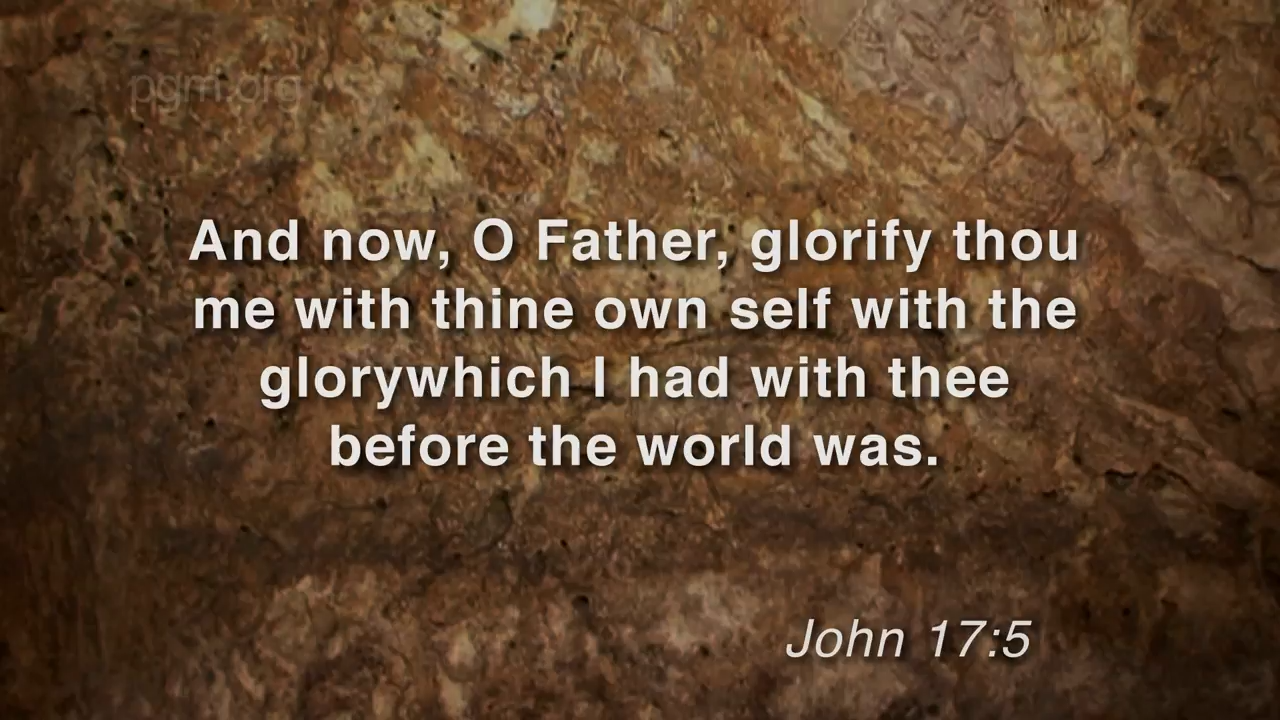 pgm.org
And now, O Father, glorify thou
me with thine own self with the
glorywhich I had with thee
before the world was.
John 17:5